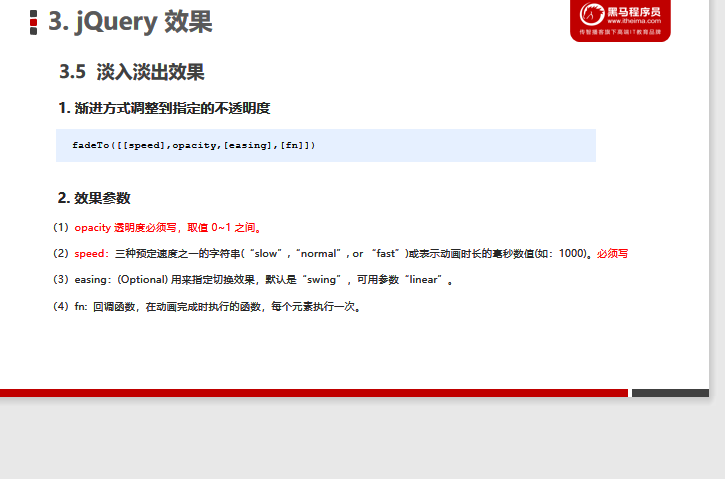 3. jQuery 效果
黑马程序员
www.itheima.com
传智播客旗下高端IT教育品牌
3.5 淡入淡出效果
1. 渐进方式调整到指定的不透明度
fadeTo([[speed],opacity,[easing],[fn]])
2. 效果参数
（1）opacity 透明度必须写，取值 0~1 之间。
（2）speed：三种预定速度之一的字符串(“slow”,“normal”, or “fast”)或表示动画时长的毫秒数值(如：1000)。必须写
（3）easing：(Optional) 用来指定切换效果，默认是“swing”，可用参数“linear”。
（4）fn: 回调函数，在动画完成时执行的函数，每个元素执行一次。